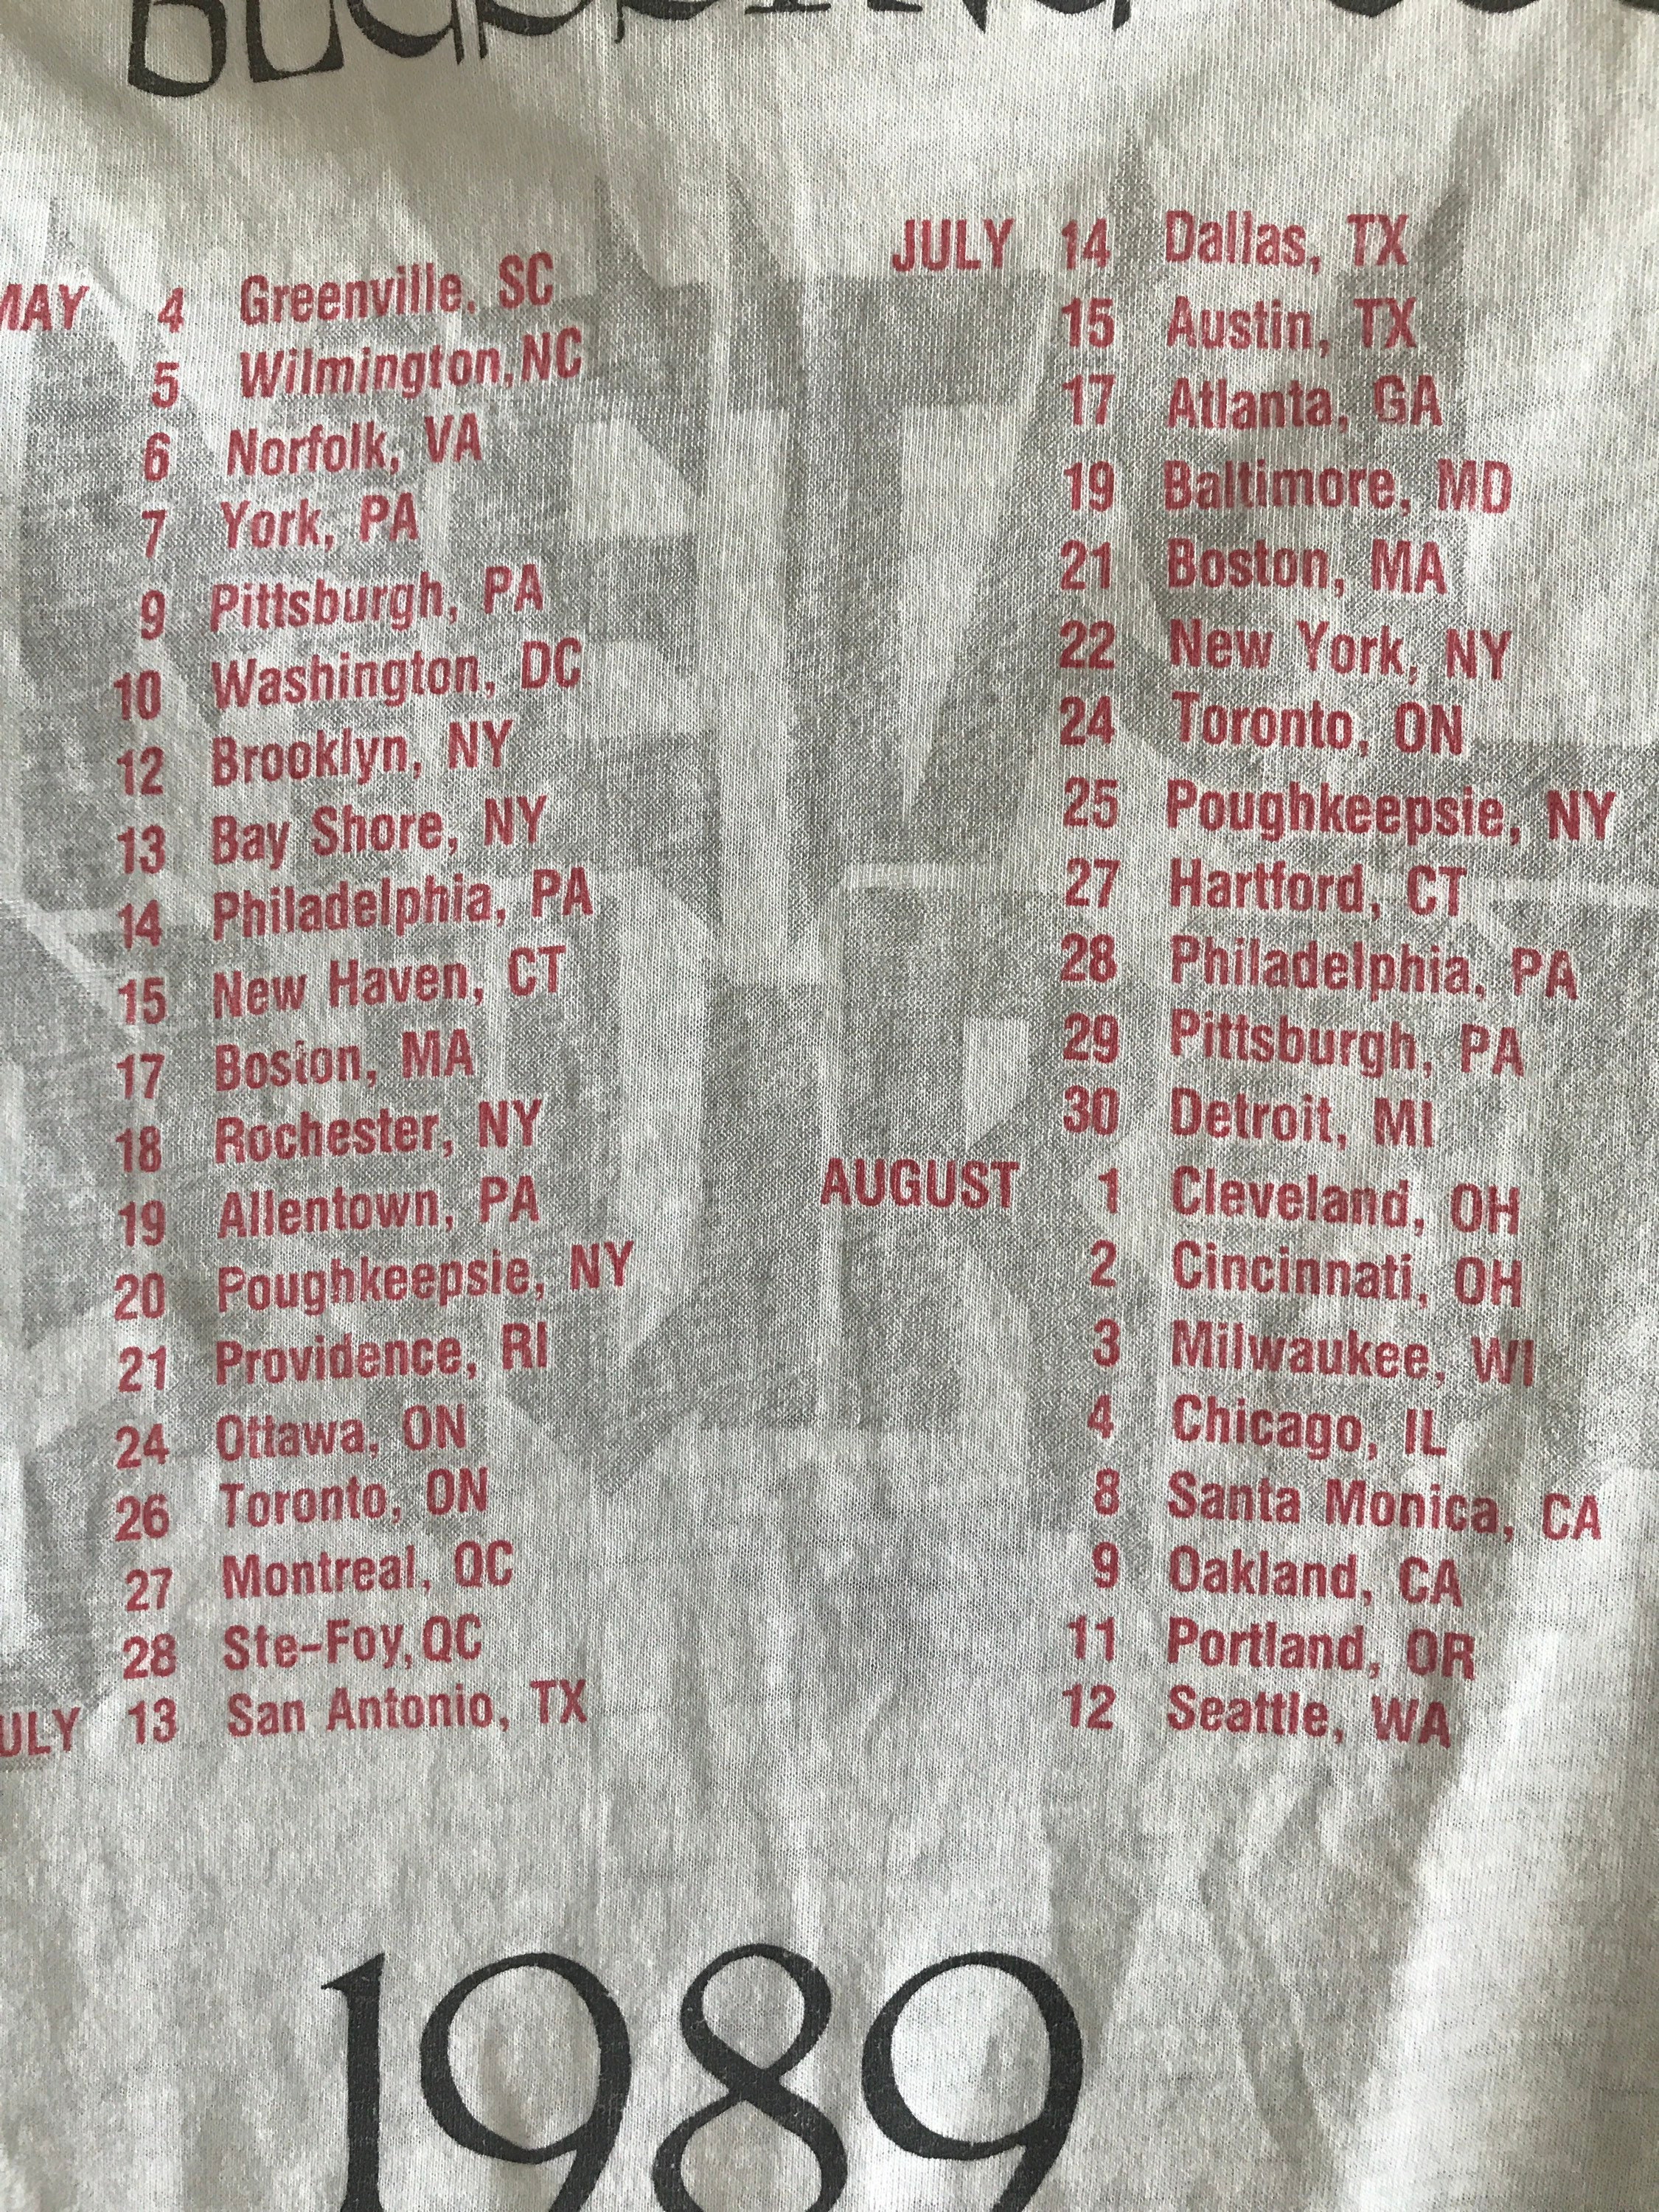 MAY 4 Greenville, SC
5 Wilmington, NC
6 Norfolk, VA
7 York, PA
9 Pittsburgh, PA
10 Washington, DC
12 Brooklyn, NY
13 Bay Shore, NY
14 Philadelphia, PA
15 New Haven, CT
17 Boston, MA
18 Rochester, NY
19 Allentown, PA
20 Poughkeepsie, NY
21 Providence, RI
24 Ottawa, ON
26 Toronto, ON
27 Montreal, QC
28 Ste-Foy, QC
JULY 13 San Antonio, TX
JULY 14 Dallas, TX
15 Austin, TX
17 Atlanta, GA
19 Baltimore, MD
21 Boston, MA
22 New York, NY
24 Toronto, ON
25 Poughkeepsie, NY
27 Hartford, CT
28 Philadelphia, PA
29 Pittsburgh, PA
30 Detroit, MI
AUGUST 1 Cleveland, OH
2 Cincinnati, OH
3 Milwaukee, WI
4 Chicago, IL
8 Santa Monica, CA
9 Oakland, CA
11 Portland, OR
12 Seattle, WA
1989